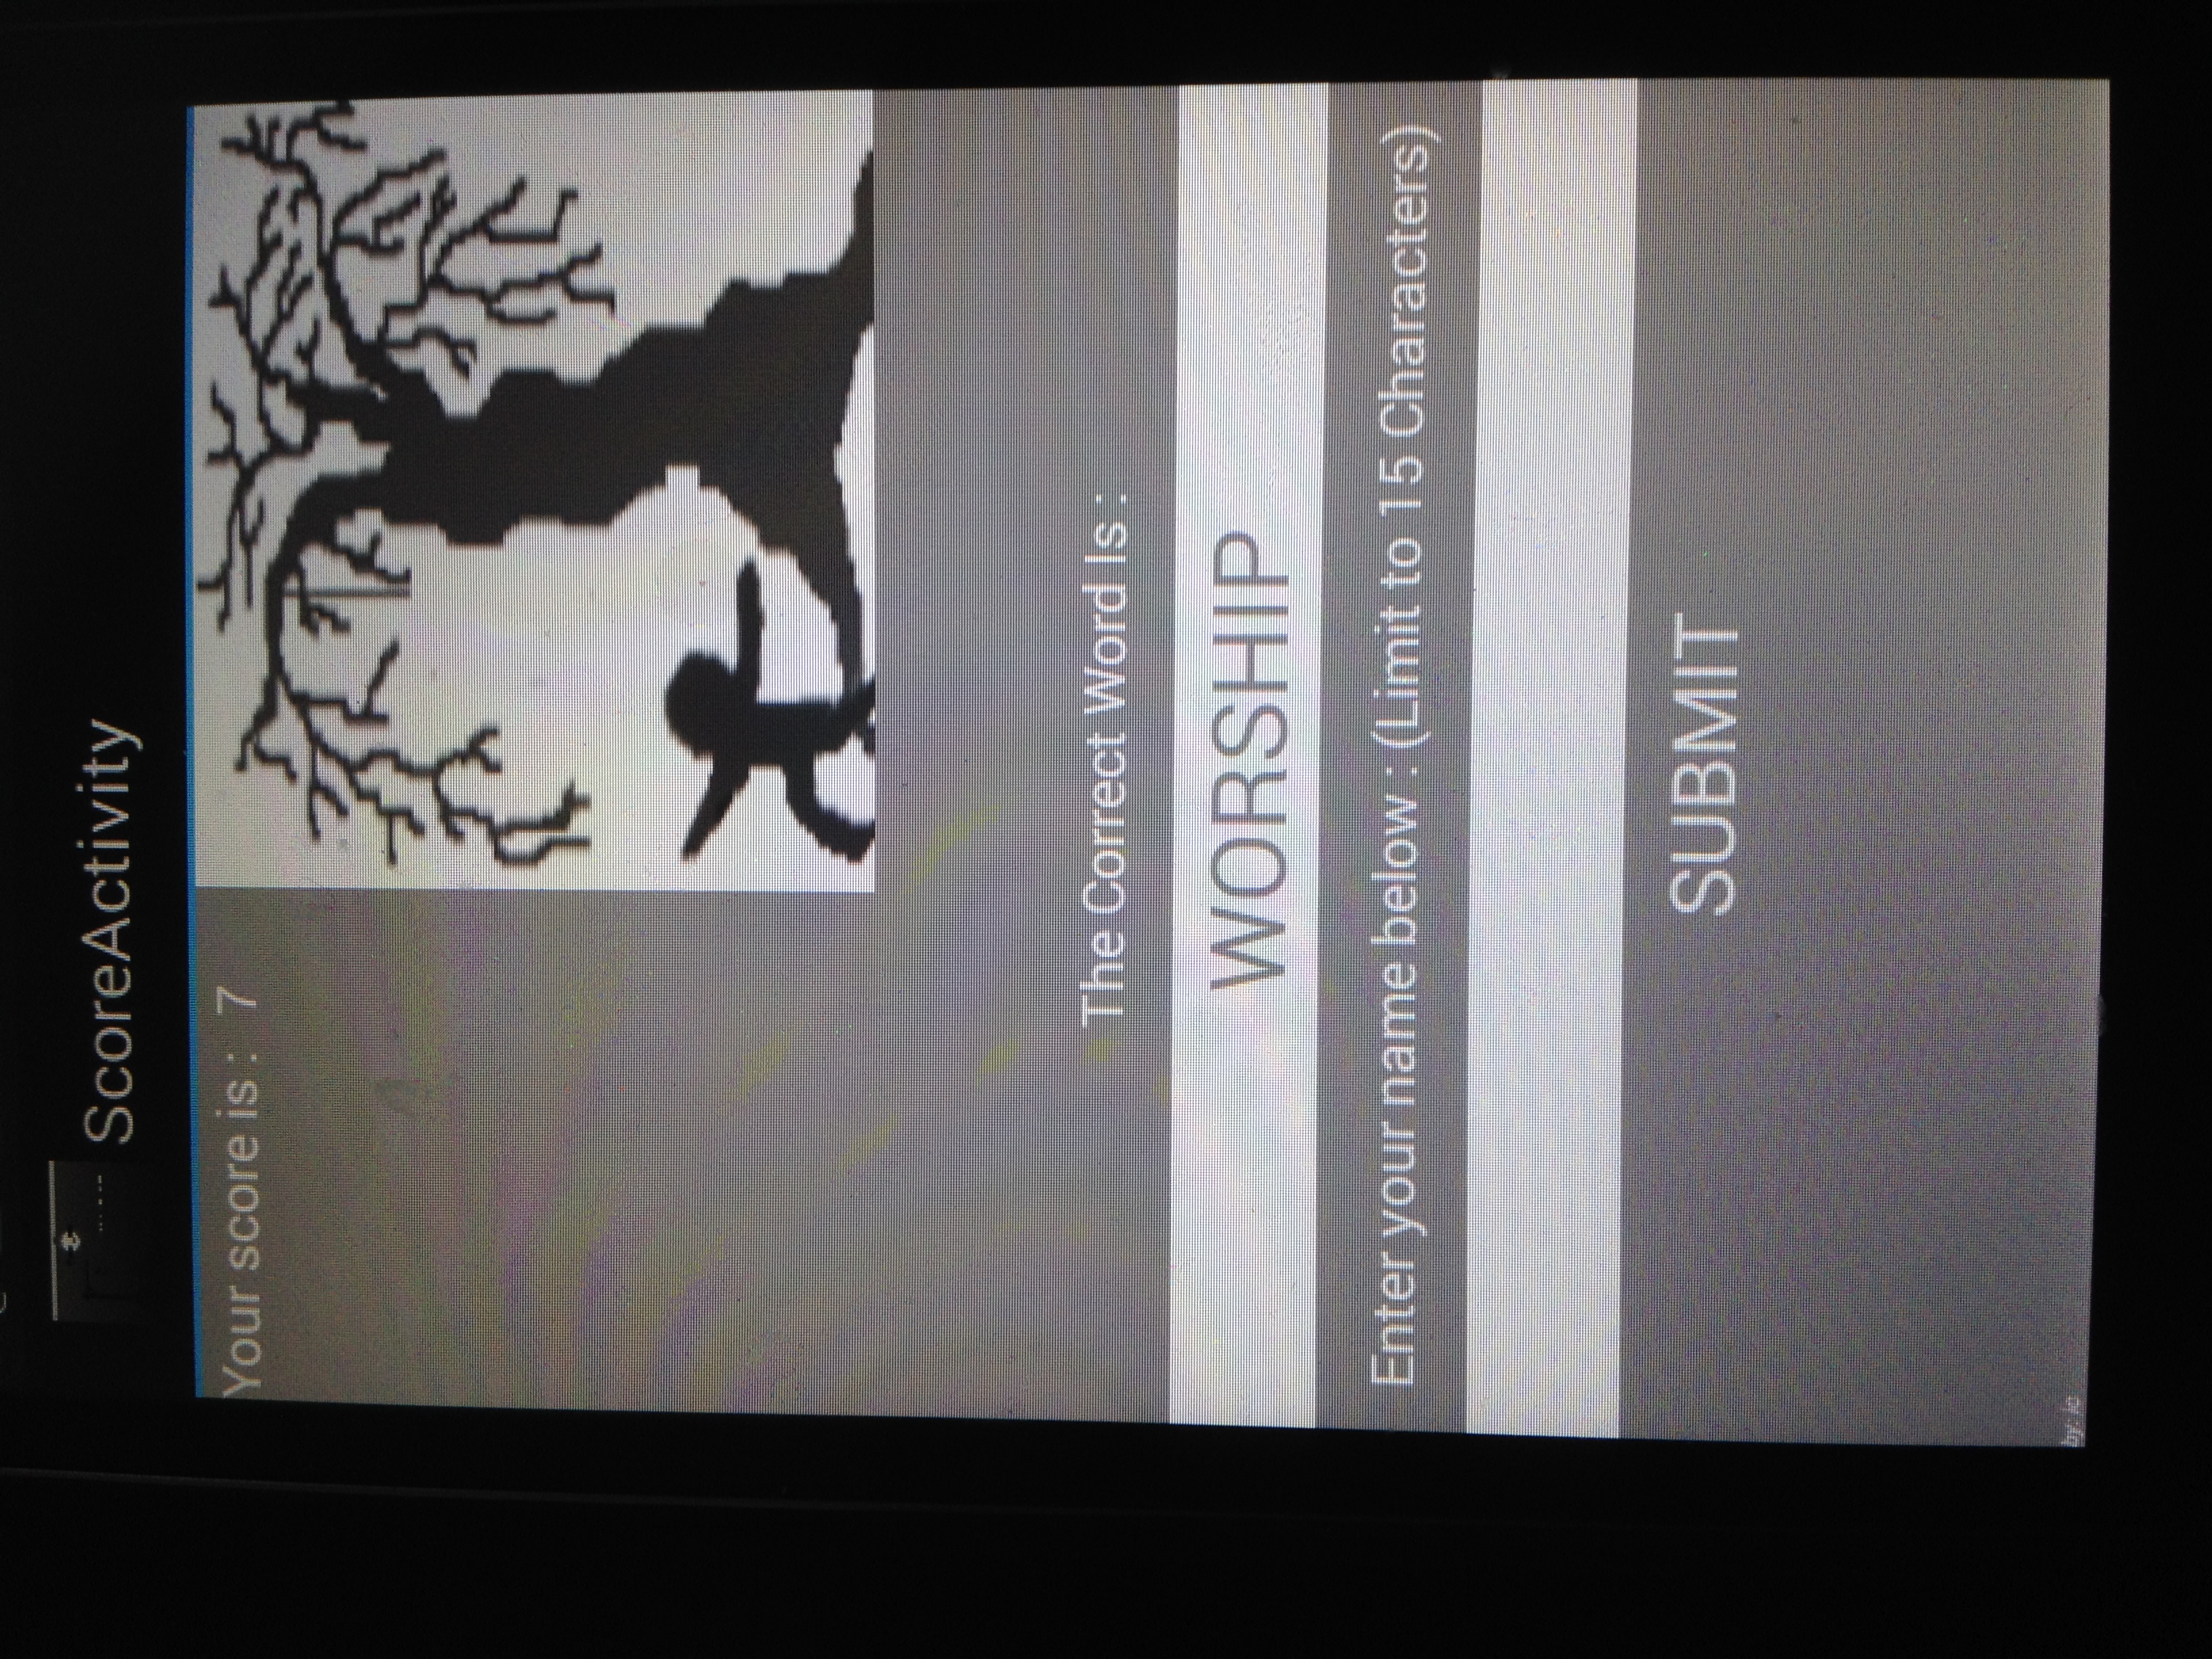 ScoreActivity
Your score is : 7
The Correct Word Is :
WORSHIP
Enter your name below : (Limit to 15 Characters)
SUBMIT
by: